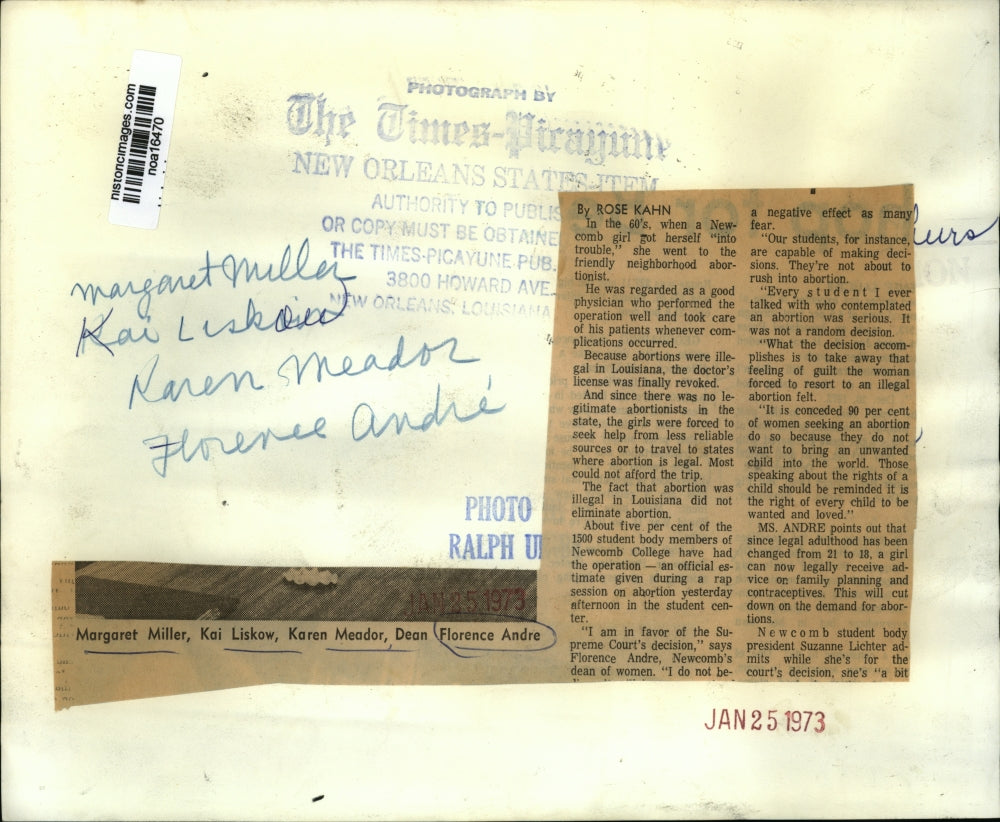 historicimages.com
noa16470
PHOTOGRAPH BY
The Times-Picayune
NEW ORLEANS STATES-ITEM
AUTHORITY TO PUBLIS
OR COPY MUST BE OBTAINE
THE TIMES-PICAYUNE PUB.
3800 HOWARD AVE.
NEW ORLEANS, LOUISIANA
Margaret Miller
Kai Liskow
Karen Meador
Florence André
PHOTO
RALPH U
JAN 25 1973
Margaret Miller, Kai Liskow, Karen Meador, Dean Florence Andre
By ROSE KAHN
In the 60's, when a New-
comb girl got herself "into
trouble," she went to the
friendly neighborhood abor-
tionist.
He was regarded as a good
physician who performed the
operation well and took care
of his patients whenever com-
plications occurred.
Because abortions were ille-
gal in Louisiana, the doctor's
license was finally revoked.
And since there was no le-
gitimate abortionists in the
state, the girls were forced to
seek help from less reliable
sources or to travel to states
where abortion is legal. Most
could not afford the trip.
The fact that abortion was
illegal in Louisiana did not
eliminate abortion.
About five per cent of the
1500 student body members of
Newcomb College have had
the operation — an official es-
timate given during a rap
session on abortion yesterday
afternoon in the student cen-
ter.
"I am in favor of the Su-
preme Court's decision," says
Florence Andre, Newcomb's
dean of women. "I do not be-
a negative effect as many
fear.
"Our students, for instance,
are capable of making deci-
sions. They're not about to
rush into abortion.
"Every student I ever
talked with who contemplated
an abortion was serious. It
was not a random decision.
"What the decision accom-
plishes is to take away that
feeling of guilt the woman
forced to resort to an illegal
abortion felt.
"It is conceded 90 per cent
of women seeking an abortion
do so because they do not
want to bring an unwanted
child into the world. Those
speaking about the rights of a
child should be reminded it is
the right of every child to be
wanted and loved."
MS. ANDRE points out that
since legal adulthood has been
changed from 21 to 18, a girl
can now legally receive ad-
vice on family planning and
contraceptives. This will cut
down on the demand for abor-
tions.
Newcomb student body
president Suzanne Lichter ad-
mits while she's for the
court's decision, she's "a bit
JAN 25 1973